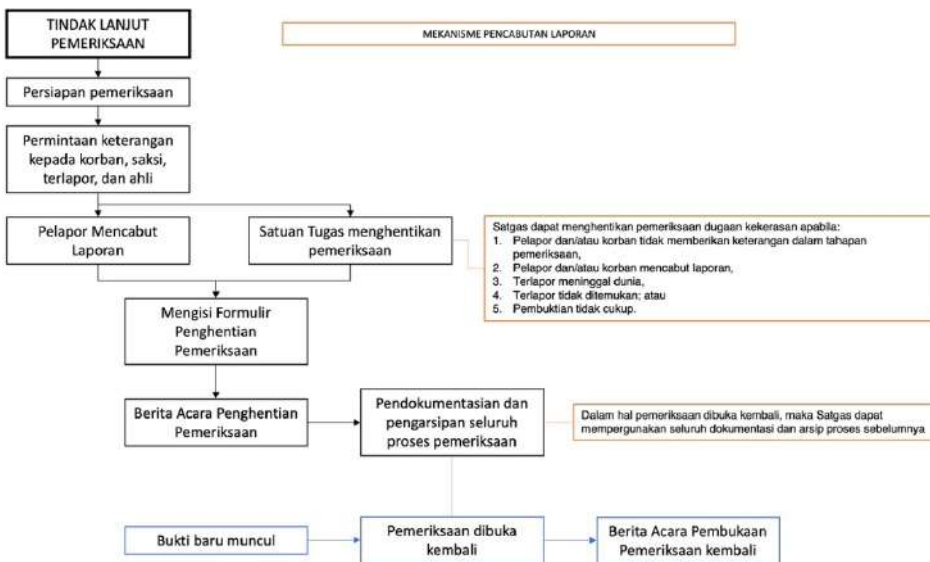 TINDAK LANJUT
PEMERIKSAAN
MEKANISME PENCABUTAN LAPORAN
Persiapan pemeriksaan
Permintaan keterangan
kepada korban, saksi,
terlapor, dan ahli
Pelapor Mencabut
Laporan
Satuan Tugas menghentikan
pemeriksaan
Satgas dapat menghentikan pemeriksaan dugaan kekerasan apabila:
1. Pelapor dan/atau korban tidak memberikan keterangan dalam tahapan
pemeriksaan,
2. Pelapor dan/atau korban mencabut laporan,
3. Terlapor meninggal dunia,
4. Terlapor tidak ditemukan; atau
5. Pembuktian tidak cukup.
Mengisi Formulir
Penghentian
Pemeriksaan
Berita Acara Penghentian
Pemeriksaan
Pendokumentasian dan
pengarsipan seluruh
proses pemeriksaan
Dalam hal pemeriksaan dibuka kembali, maka Satgas dapat
mempergunakan seluruh dokumentasi dan arsip proses sebelumnya
Bukti baru muncul
Pemeriksaan dibuka
kembali
Berita Acara Pembukaan
Pemeriksaan kembali